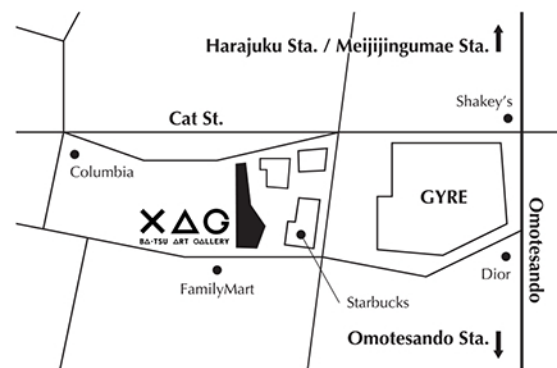 Harajuku Sta. / Meijijingumae Sta.
Shakey's
Cat St.
Columbia
GYRE
BA-TSU ART GALLERY
Omotesando
Dior
FamilyMart
Starbucks
Omotesando Sta.